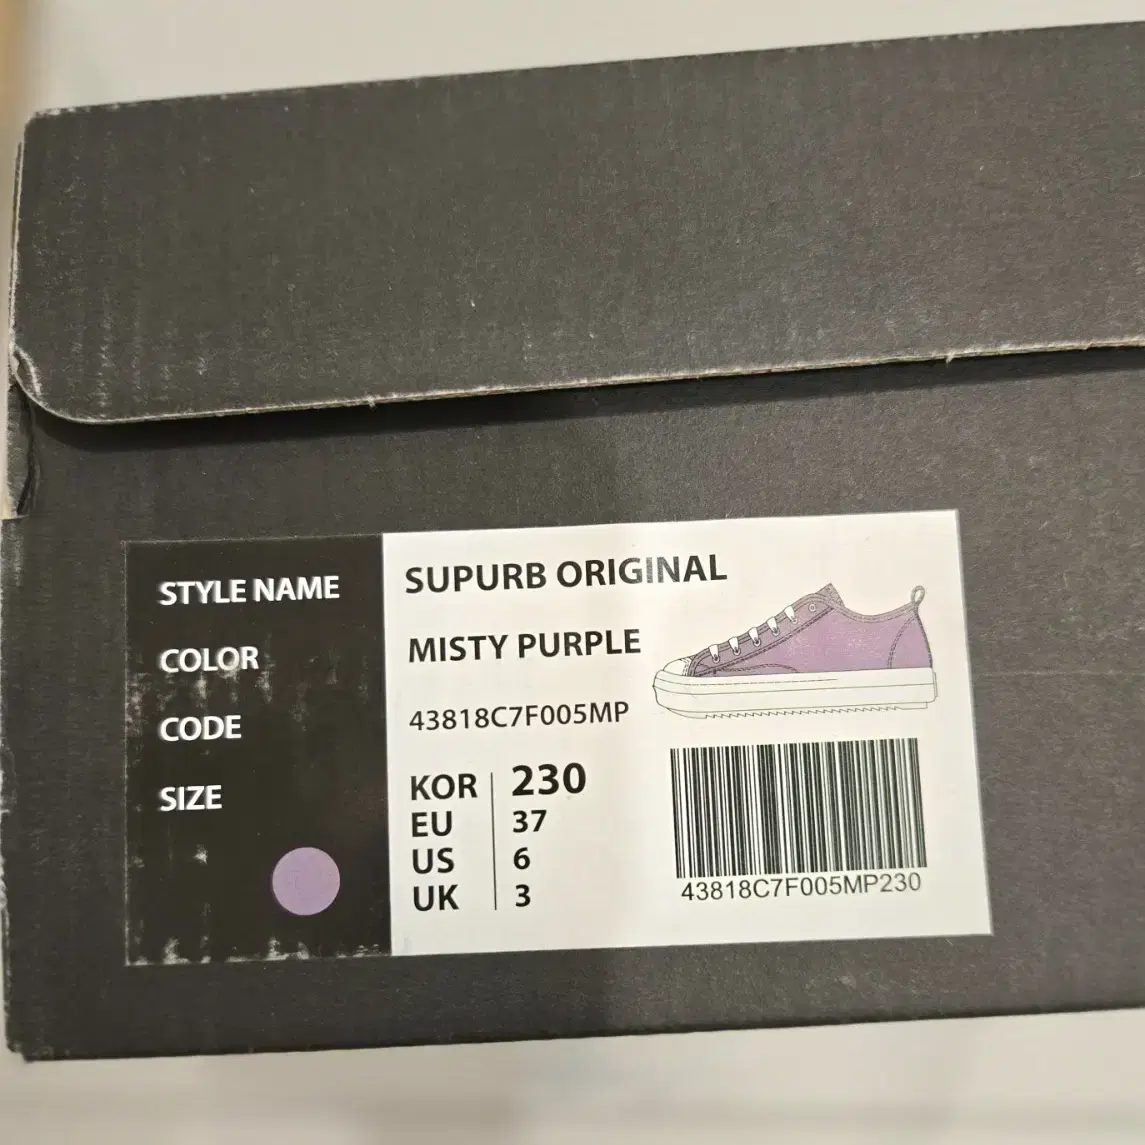 STYLE NAME SUPURB ORIGINAL
COLOR MISTY PURPLE
CODE 43818C7F005MP
SIZE KOR 230
EU 37
US 6
UK 3
43818C7F005MP230